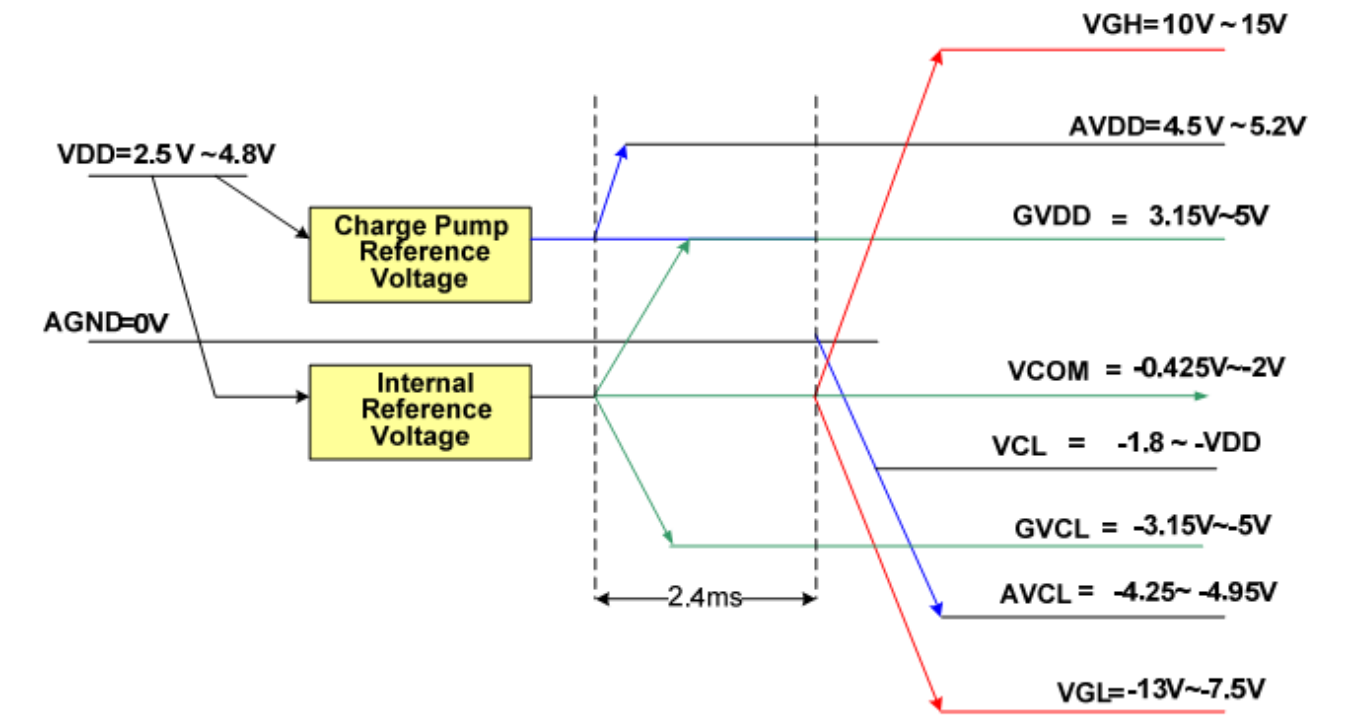 VGH=10V ~ 15V
AVDD=4.5V ~5.2V
VDD=2.5V ~4.8V
GVDD = 3.15V~5V
Charge Pump
Reference
Voltage
AGND=0V
VCOM = -0.425V~-2V
Internal
Reference
Voltage
VCL = -1.8 ~ -VDD
GVCL = -3.15V~-5V
AVCL = -4.25~ -4.95V
2.4ms
VGL=-13V~-7.5V